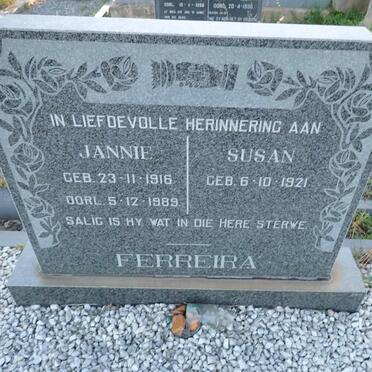 IN LIEFDEVOLLE HERINNERING AAN
JANNIE SUSAN
GEB. 23-11-1916 GEB. 6-10-1921
OORL. 5-12-1989
SALIG IS HY WAT IN DIE HERE STERWE
FERREIRA